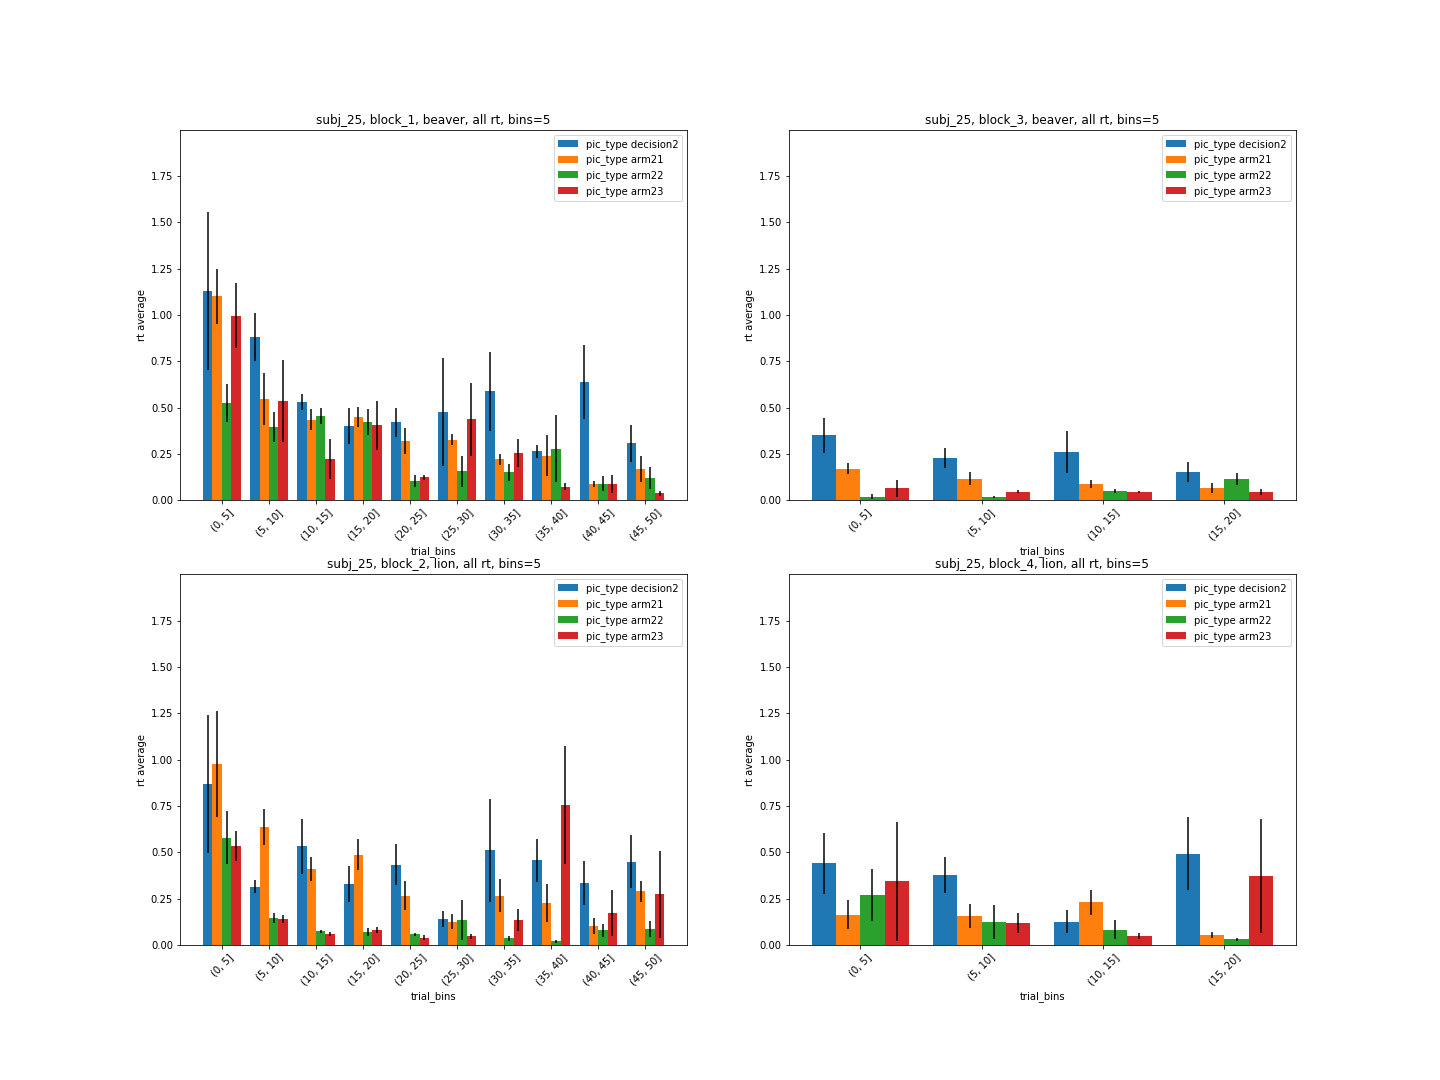 subj_25, block_1, beaver, all rt, bins=5
pic_type decision2
pic_type arm21
pic_type arm22
pic_type arm23
1.75
1.50
1.25
1.00
0.75
0.50
0.25
0.00
rt average
(0, 5]
(5, 10]
(10, 15]
(15, 20]
(20, 25]
(25, 30]
(30, 35]
(35, 40]
(40, 45]
(45, 50]
trial_bins
subj_25, block_3, beaver, all rt, bins=5
pic_type decision2
pic_type arm21
pic_type arm22
pic_type arm23
1.75
1.50
1.25
1.00
0.75
0.50
0.25
0.00
rt average
(0, 5]
(5, 10]
(10, 15]
(15, 20]
trial_bins
subj_25, block_2, lion, all rt, bins=5
pic_type decision2
pic_type arm21
pic_type arm22
pic_type arm23
1.75
1.50
1.25
1.00
0.75
0.50
0.25
0.00
rt average
(0, 5]
(5, 10]
(10, 15]
(15, 20]
(20, 25]
(25, 30]
(30, 35]
(35, 40]
(40, 45]
(45, 50]
trial_bins
subj_25, block_4, lion, all rt, bins=5
pic_type decision2
pic_type arm21
pic_type arm22
pic_type arm23
1.75
1.50
1.25
1.00
0.75
0.50
0.25
0.00
rt average
(0, 5]
(5, 10]
(10, 15]
(15, 20]
trial_bins